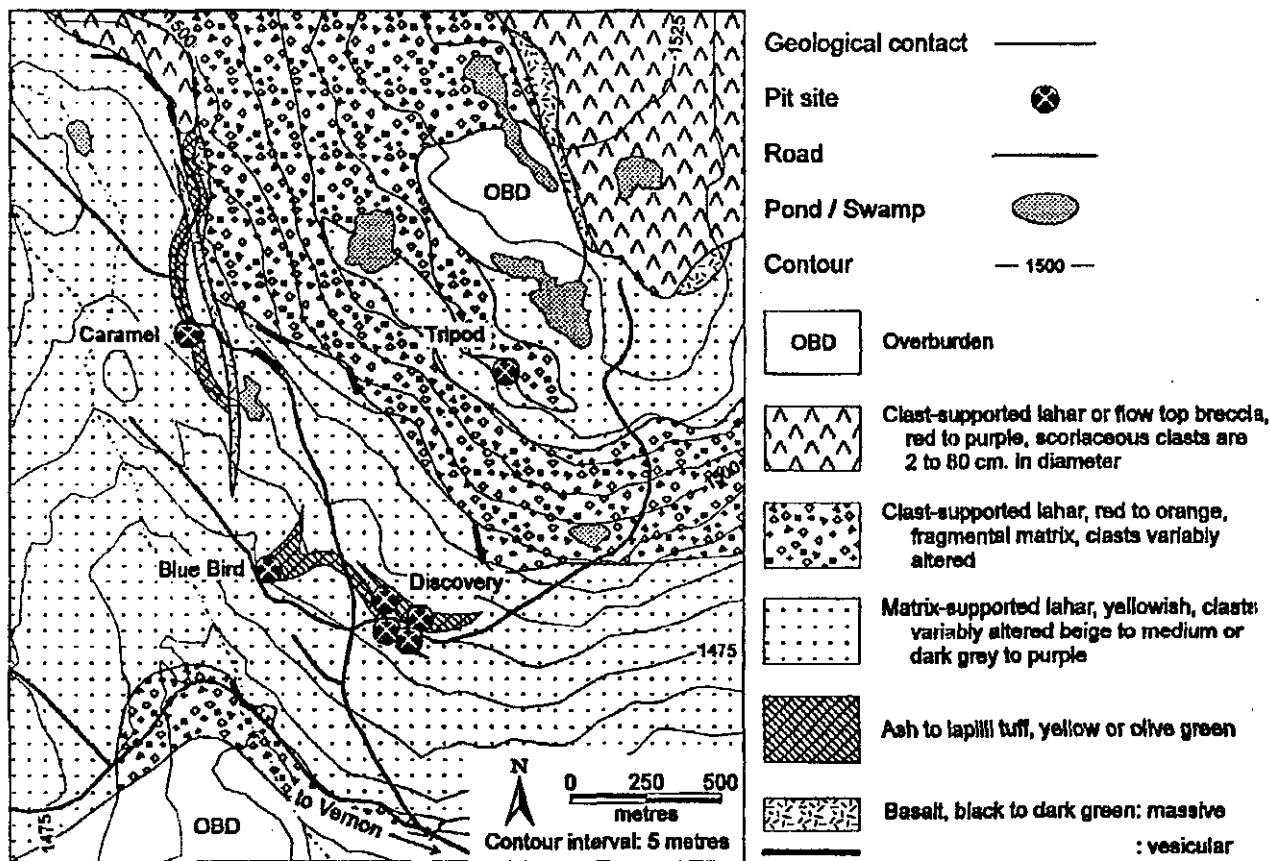 1500
1525
OBD
Caramel
Tripod
1500
Blue Bird
Discovery
1475
to Vernon
OBD
1475
N
0 250 500
metres
Contour interval: 5 metres
Geological contact
Pit site
Road
Pond / Swamp
Contour
— 1500 —
OBD
Overburden
Clast-supported lahar or flow top breccia,
red to purple, scoriaceous clasts are
2 to 80 cm. in diameter
Clast-supported lahar, red to orange,
fragmental matrix, clasts variably
altered
Matrix-supported lahar, yellowish, clasts
variably altered beige to medium or
dark grey to purple
Ash to lapilli tuff, yellow or olive green
Basalt, black to dark green: massive
: vesicular